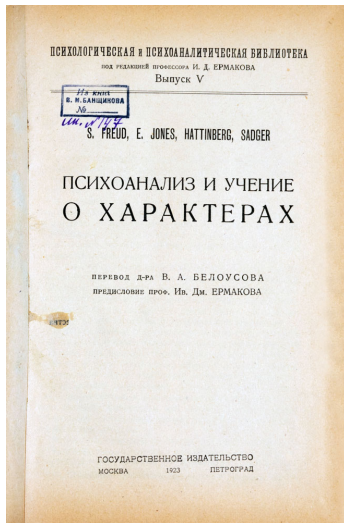 ПСИХОЛОГИЧЕСКАЯ и ПСИХОАНАЛИТИЧЕСКАЯ БИБЛИОТЕКА
ПОД РЕДАКЦИЕЙ ПРОФЕССОРА И. Д. ЕРМАКОВА
Выпуск V
Из книг
В. Н. БАНЩИКОВА
№
S. FREUD, E. JONES, HATTINBERG, SADGER
ПСИХОАНАЛИЗ И УЧЕНИЕ
О ХАРАКТЕРАХ
ПЕРЕВОД Д-РА В. А. БЕЛОУСОВА
ПРЕДИСЛОВИЕ ПРОФ. Ив. Дм. ЕРМАКОВА
ГОСУДАРСТВЕННОЕ ИЗДАТЕЛЬСТВО
МОСКВА 1923 ПЕТРОГРАД